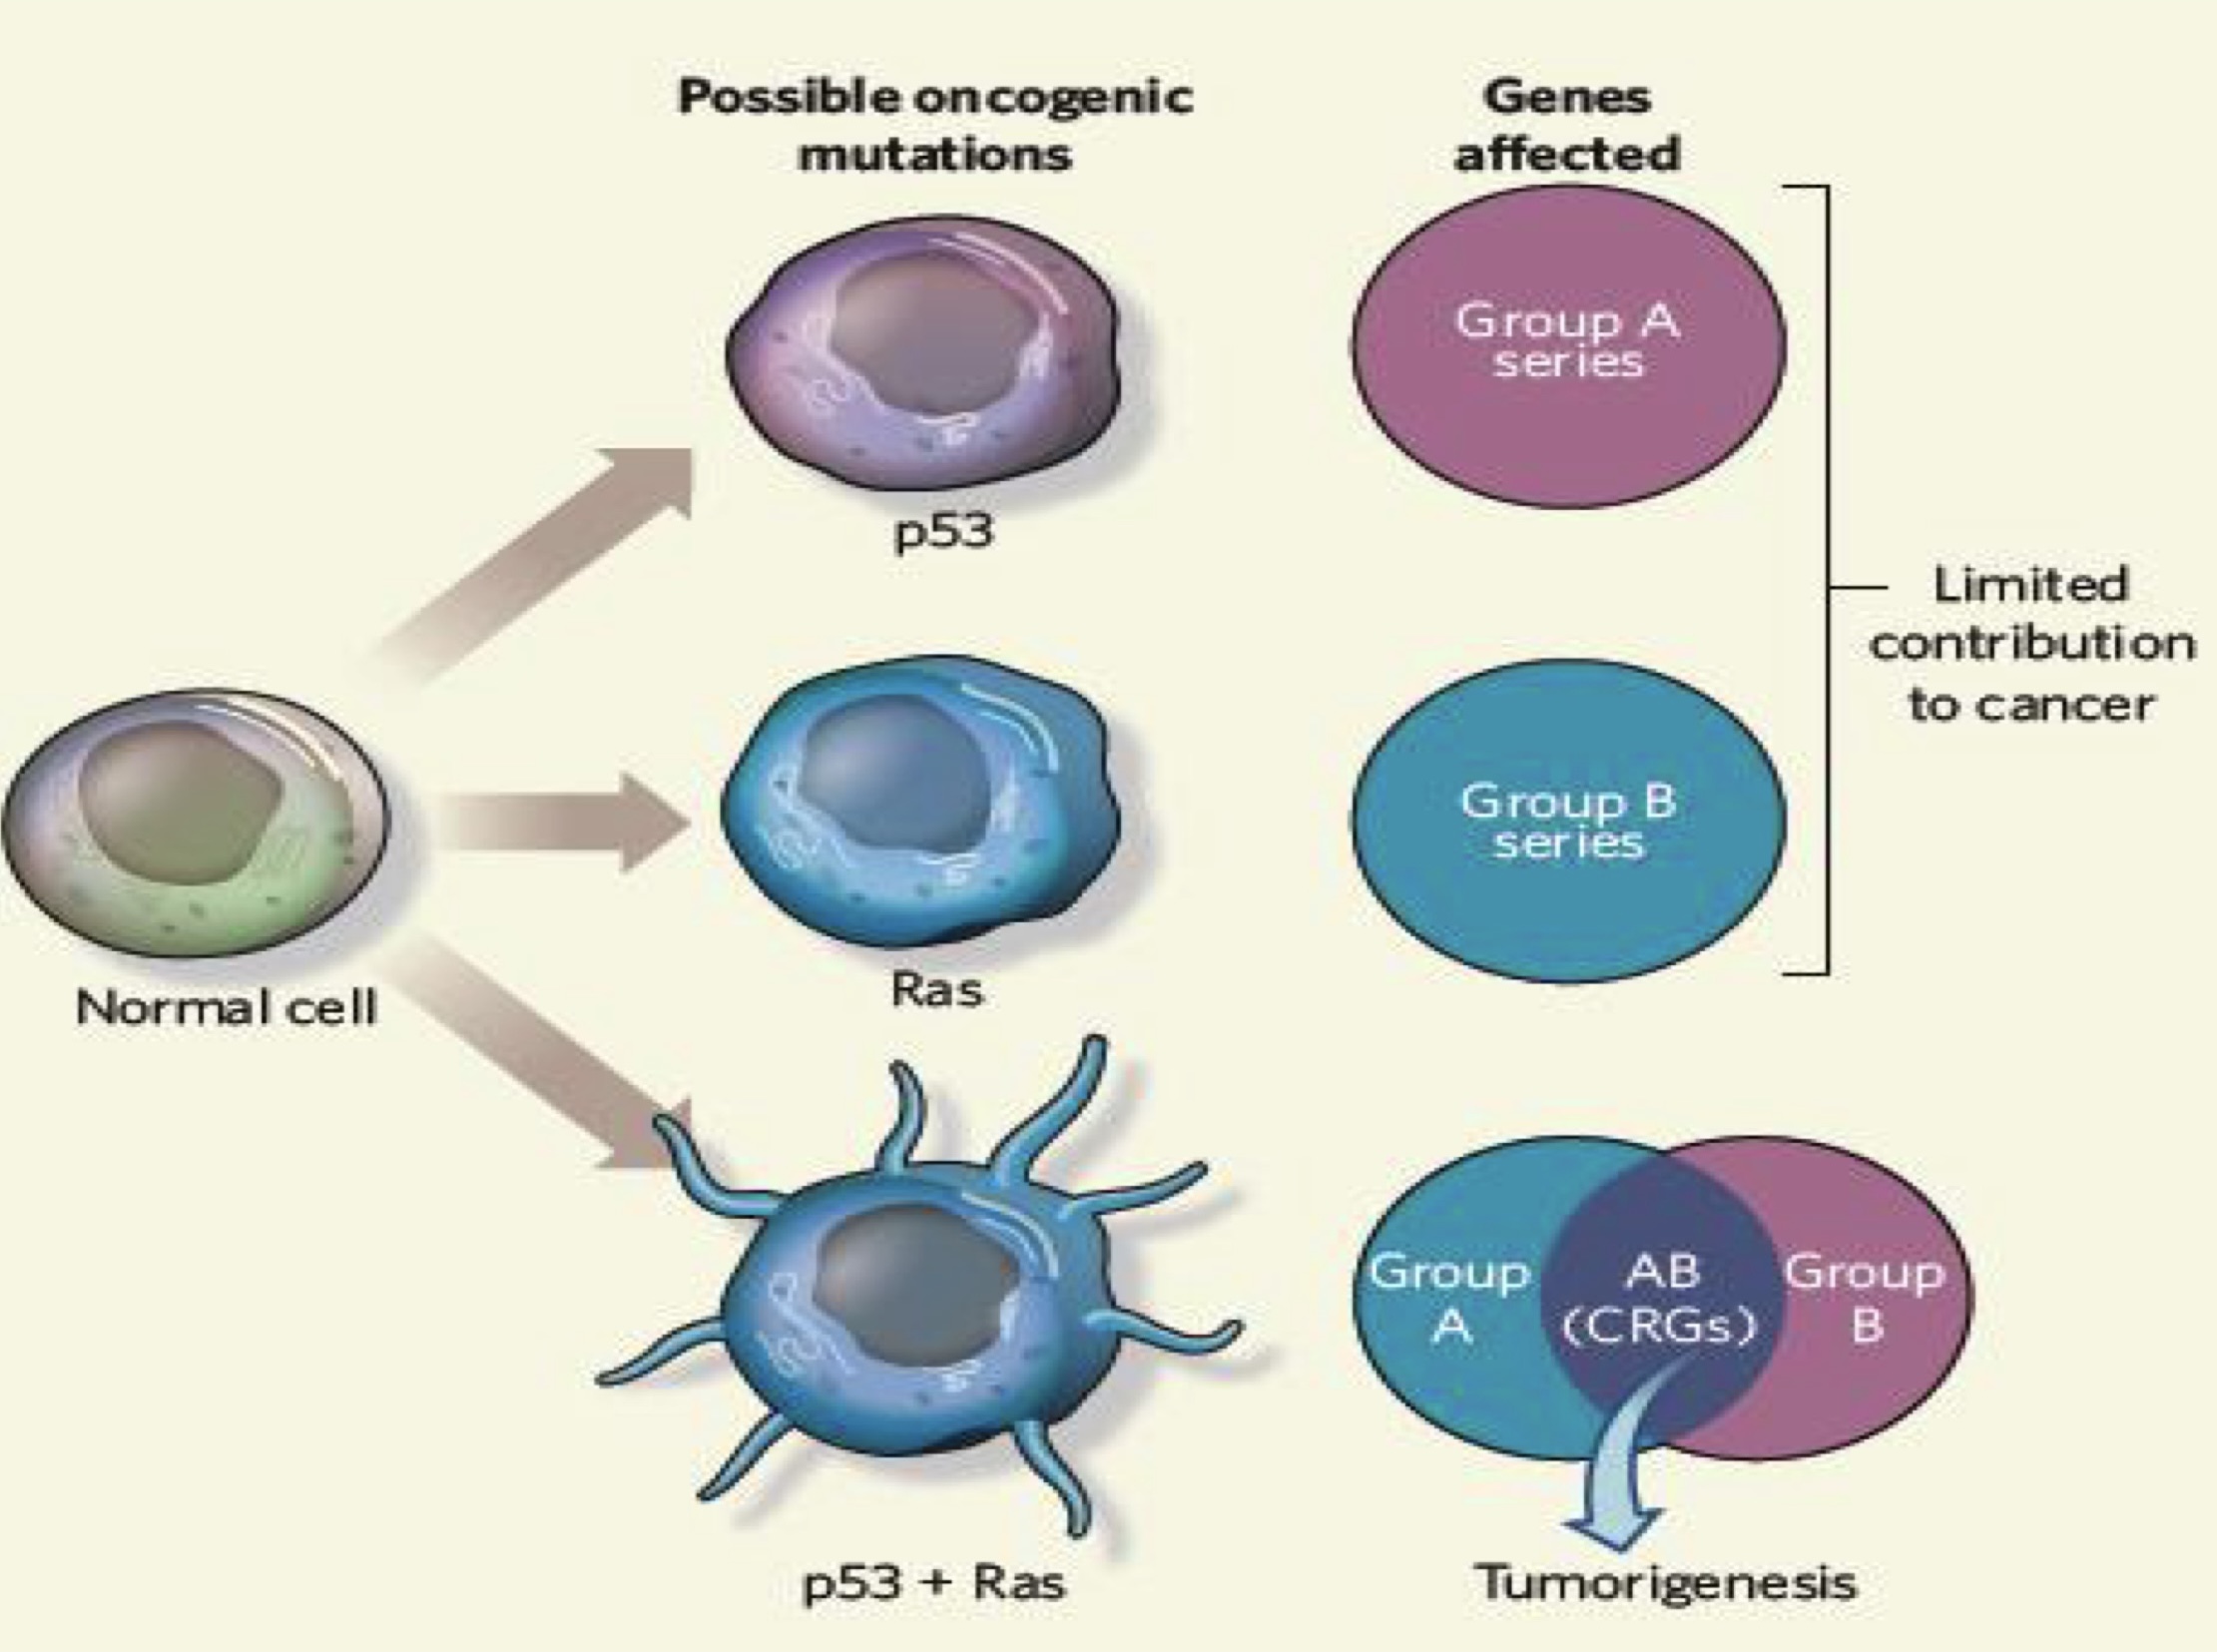 Possible oncogenic
mutations
Genes
affected
Group A
series
p53
Limited
contribution
to cancer
Group B
series
Normal cell
Ras
Group
A
AB
(CRGs)
Group
B
p53 + Ras
Tumorigenesis